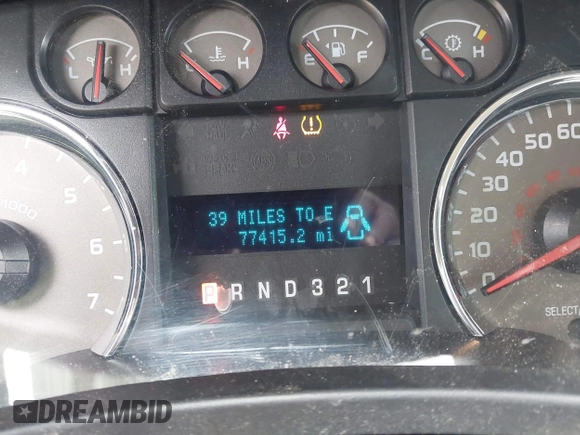 L H
H
E F
C H
39 MILES TO E
77415.2 mi
P R N D 3 2 1
5
6
7
0
10
20
30
40
50
60
SELECT/
DREAMBID